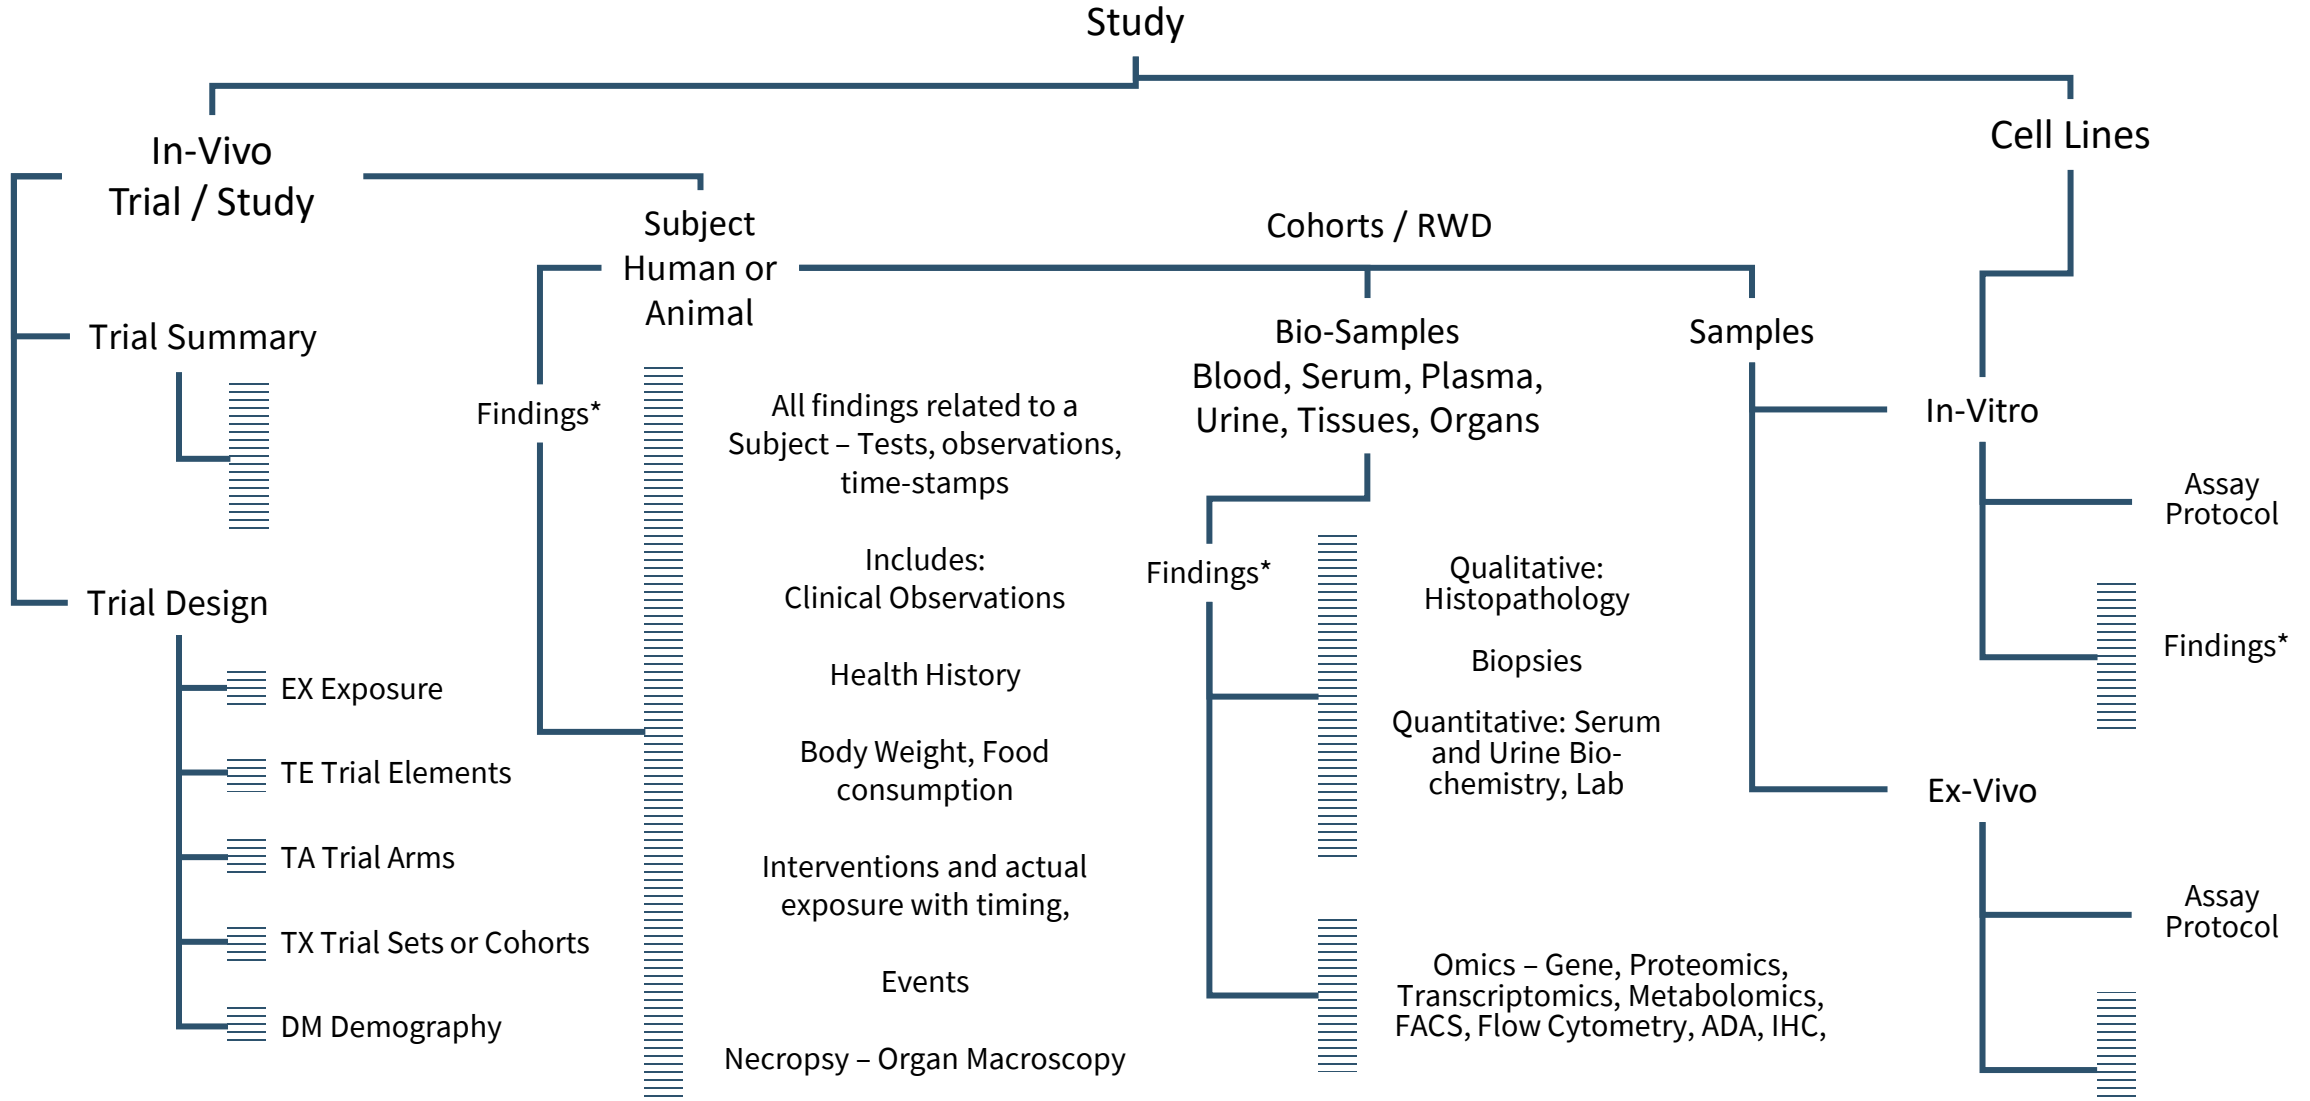 Study
In-Vivo
Trial / Study
Cell Lines
Subject
Human or
Animal
Cohorts / RWD
Trial Summary
Bio-Samples
Blood, Serum, Plasma,
Urine, Tissues, Organs
Samples
Findings*
All findings related to a
Subject – Tests, observations,
time-stamps
Includes:
Clinical Observations
Health History
Body Weight, Food
consumption
Interventions and actual
exposure with timing,
Events
Necropsy – Organ Macroscopy
In-Vitro
Assay
Protocol
Findings*
Findings*
Qualitative:
Histopathology
Biopsies
Quantitative: Serum
and Urine Bio-
chemistry, Lab
Omics – Gene, Proteomics,
Transcriptomics, Metabolomics,
FACS, Flow Cytometry, ADA, IHC,
Trial Design
EX Exposure
TE Trial Elements
TA Trial Arms
TX Trial Sets or Cohorts
DM Demography
Ex-Vivo
Assay
Protocol